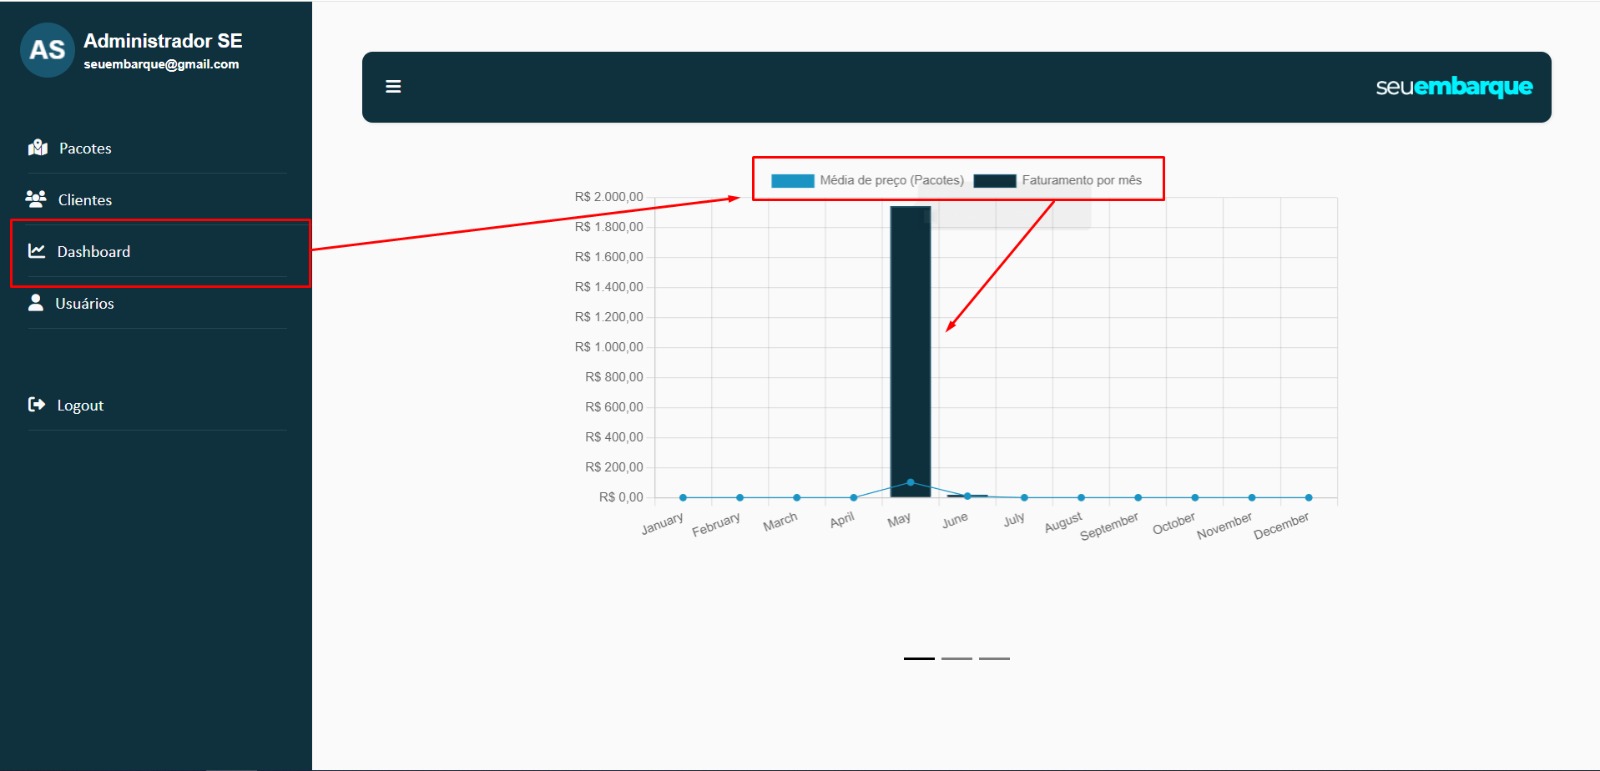 AS
Administrador SE
seuembarque@gmail.com
Pacotes
Clientes
Dashboard
Usuários
Logout
seuembarque
Média de preço (Pacotes) Faturamento por mês
R$ 2.000,00
R$ 1.800,00
R$ 1.600,00
R$ 1.400,00
R$ 1.200,00
R$ 1.000,00
R$ 800,00
R$ 600,00
R$ 400,00
R$ 200,00
R$ 0,00
January February March April May June July August September October November December